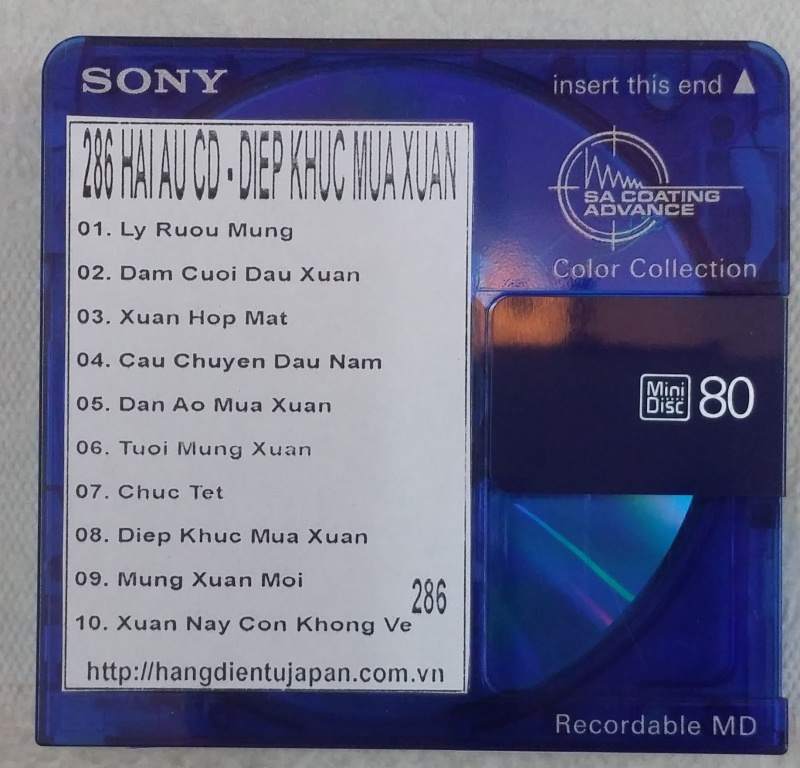 SONY
insert this end
286 HAI AU CD - DIEP KHUC MUA XUAN
01. Ly Ruou Mung
02. Dam Cuoi Dau Xuan
03. Xuan Hop Mat
04. Cau Chuyen Dau Nam
05. Dan Ao Mua Xuan
06. Tuoi Mung Xuan
07. Chuc Tet
08. Diep Khuc Mua Xuan
09. Mung Xuan Moi
286
10. Xuan Nay Con Khong Ve
http://hangdientujapan.com.vn
SA COATING
ADVANCE
Color Collection
Mini
Disc
80
Recordable MD